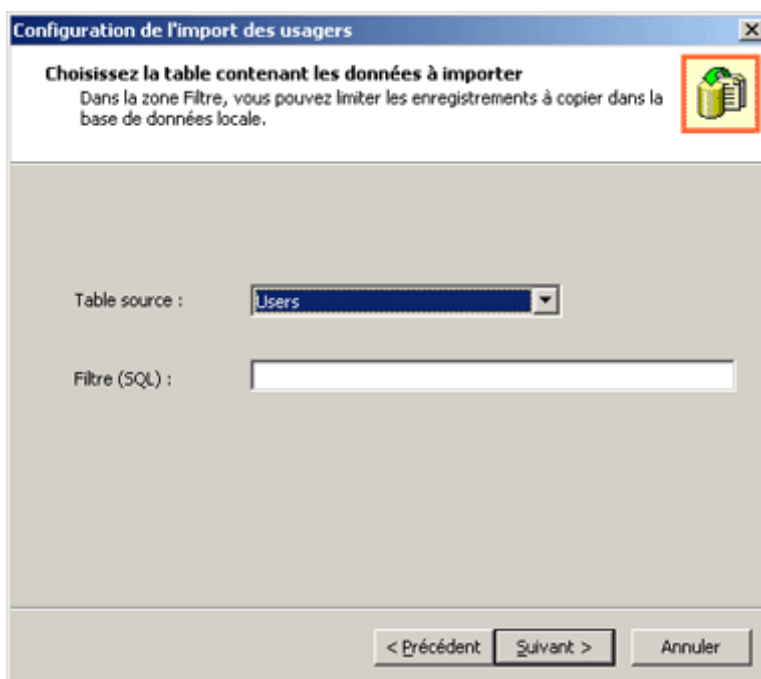 Configuration de l'import des usagers
Choisissez la table contenant les données à importer
Dans la zone Filtre, vous pouvez limiter les enregistrements à copier dans la
base de données locale.
Table source :
Users
Filtre (SQL) :
< Précédent
Suivant >
Annuler